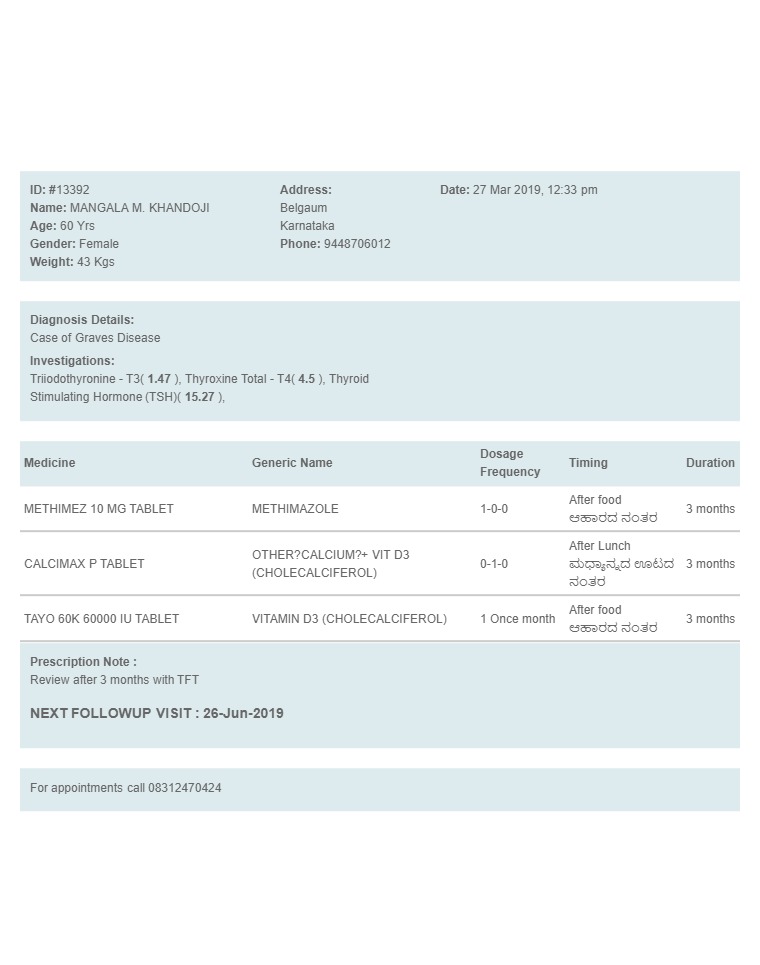 ID: #13392
Name: MANGALA M. KHANDOJI
Age: 60 Yrs
Gender: Female
Weight: 43 Kgs
Address:
Belgaum
Karnataka
Phone: 9448706012
Date: 27 Mar 2019, 12:33 pm
Diagnosis Details:
Case of Graves Disease
Investigations:
Triiodothyronine - T3( 1.47 ), Thyroxine Total - T4( 4.5 ), Thyroid
Stimulating Hormone (TSH)( 15.27 ),
Medicine Generic Name Dosage Frequency Timing Duration
METHIMEZ 10 MG TABLET METHIMAZOLE 1-0-0 After food 3 months
ಆಹಾರದ ನಂತರ
CALCIMAX P TABLET OTHER?CALCIUM?+ VIT D3 (CHOLECALCIFEROL) 0-1-0 After Lunch 3 months
ಮಧ್ಯಾಹ್ನದ ಊಟದ
ನಂತರ
TAYO 60K 60000 IU TABLET VITAMIN D3 (CHOLECALCIFEROL) 1 Once month After food 3 months
ಆಹಾರದ ನಂತರ
Prescription Note :
Review after 3 months with TFT
NEXT FOLLOWUP VISIT : 26-Jun-2019
For appointments call 08312470424